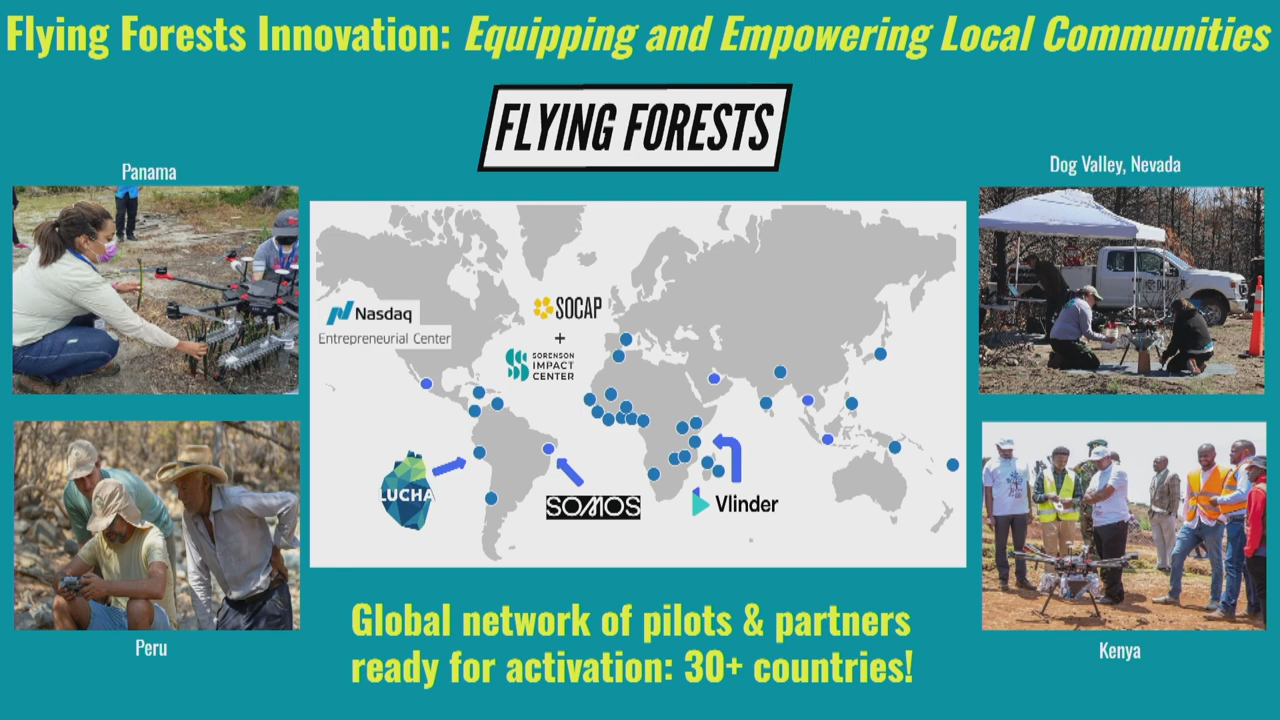 Flying Forests Innovation: Equipping and Empowering Local Communities
FLYING FORESTS
Panama
Dog Valley, Nevada
Nasdaq
Entrepreneurial Center
SOCAP
+
SORENSON
IMPACT
CENTER
LUCHA
SOMOS
Vlinder
Peru
Kenya
Global network of pilots & partners
ready for activation: 30+ countries!